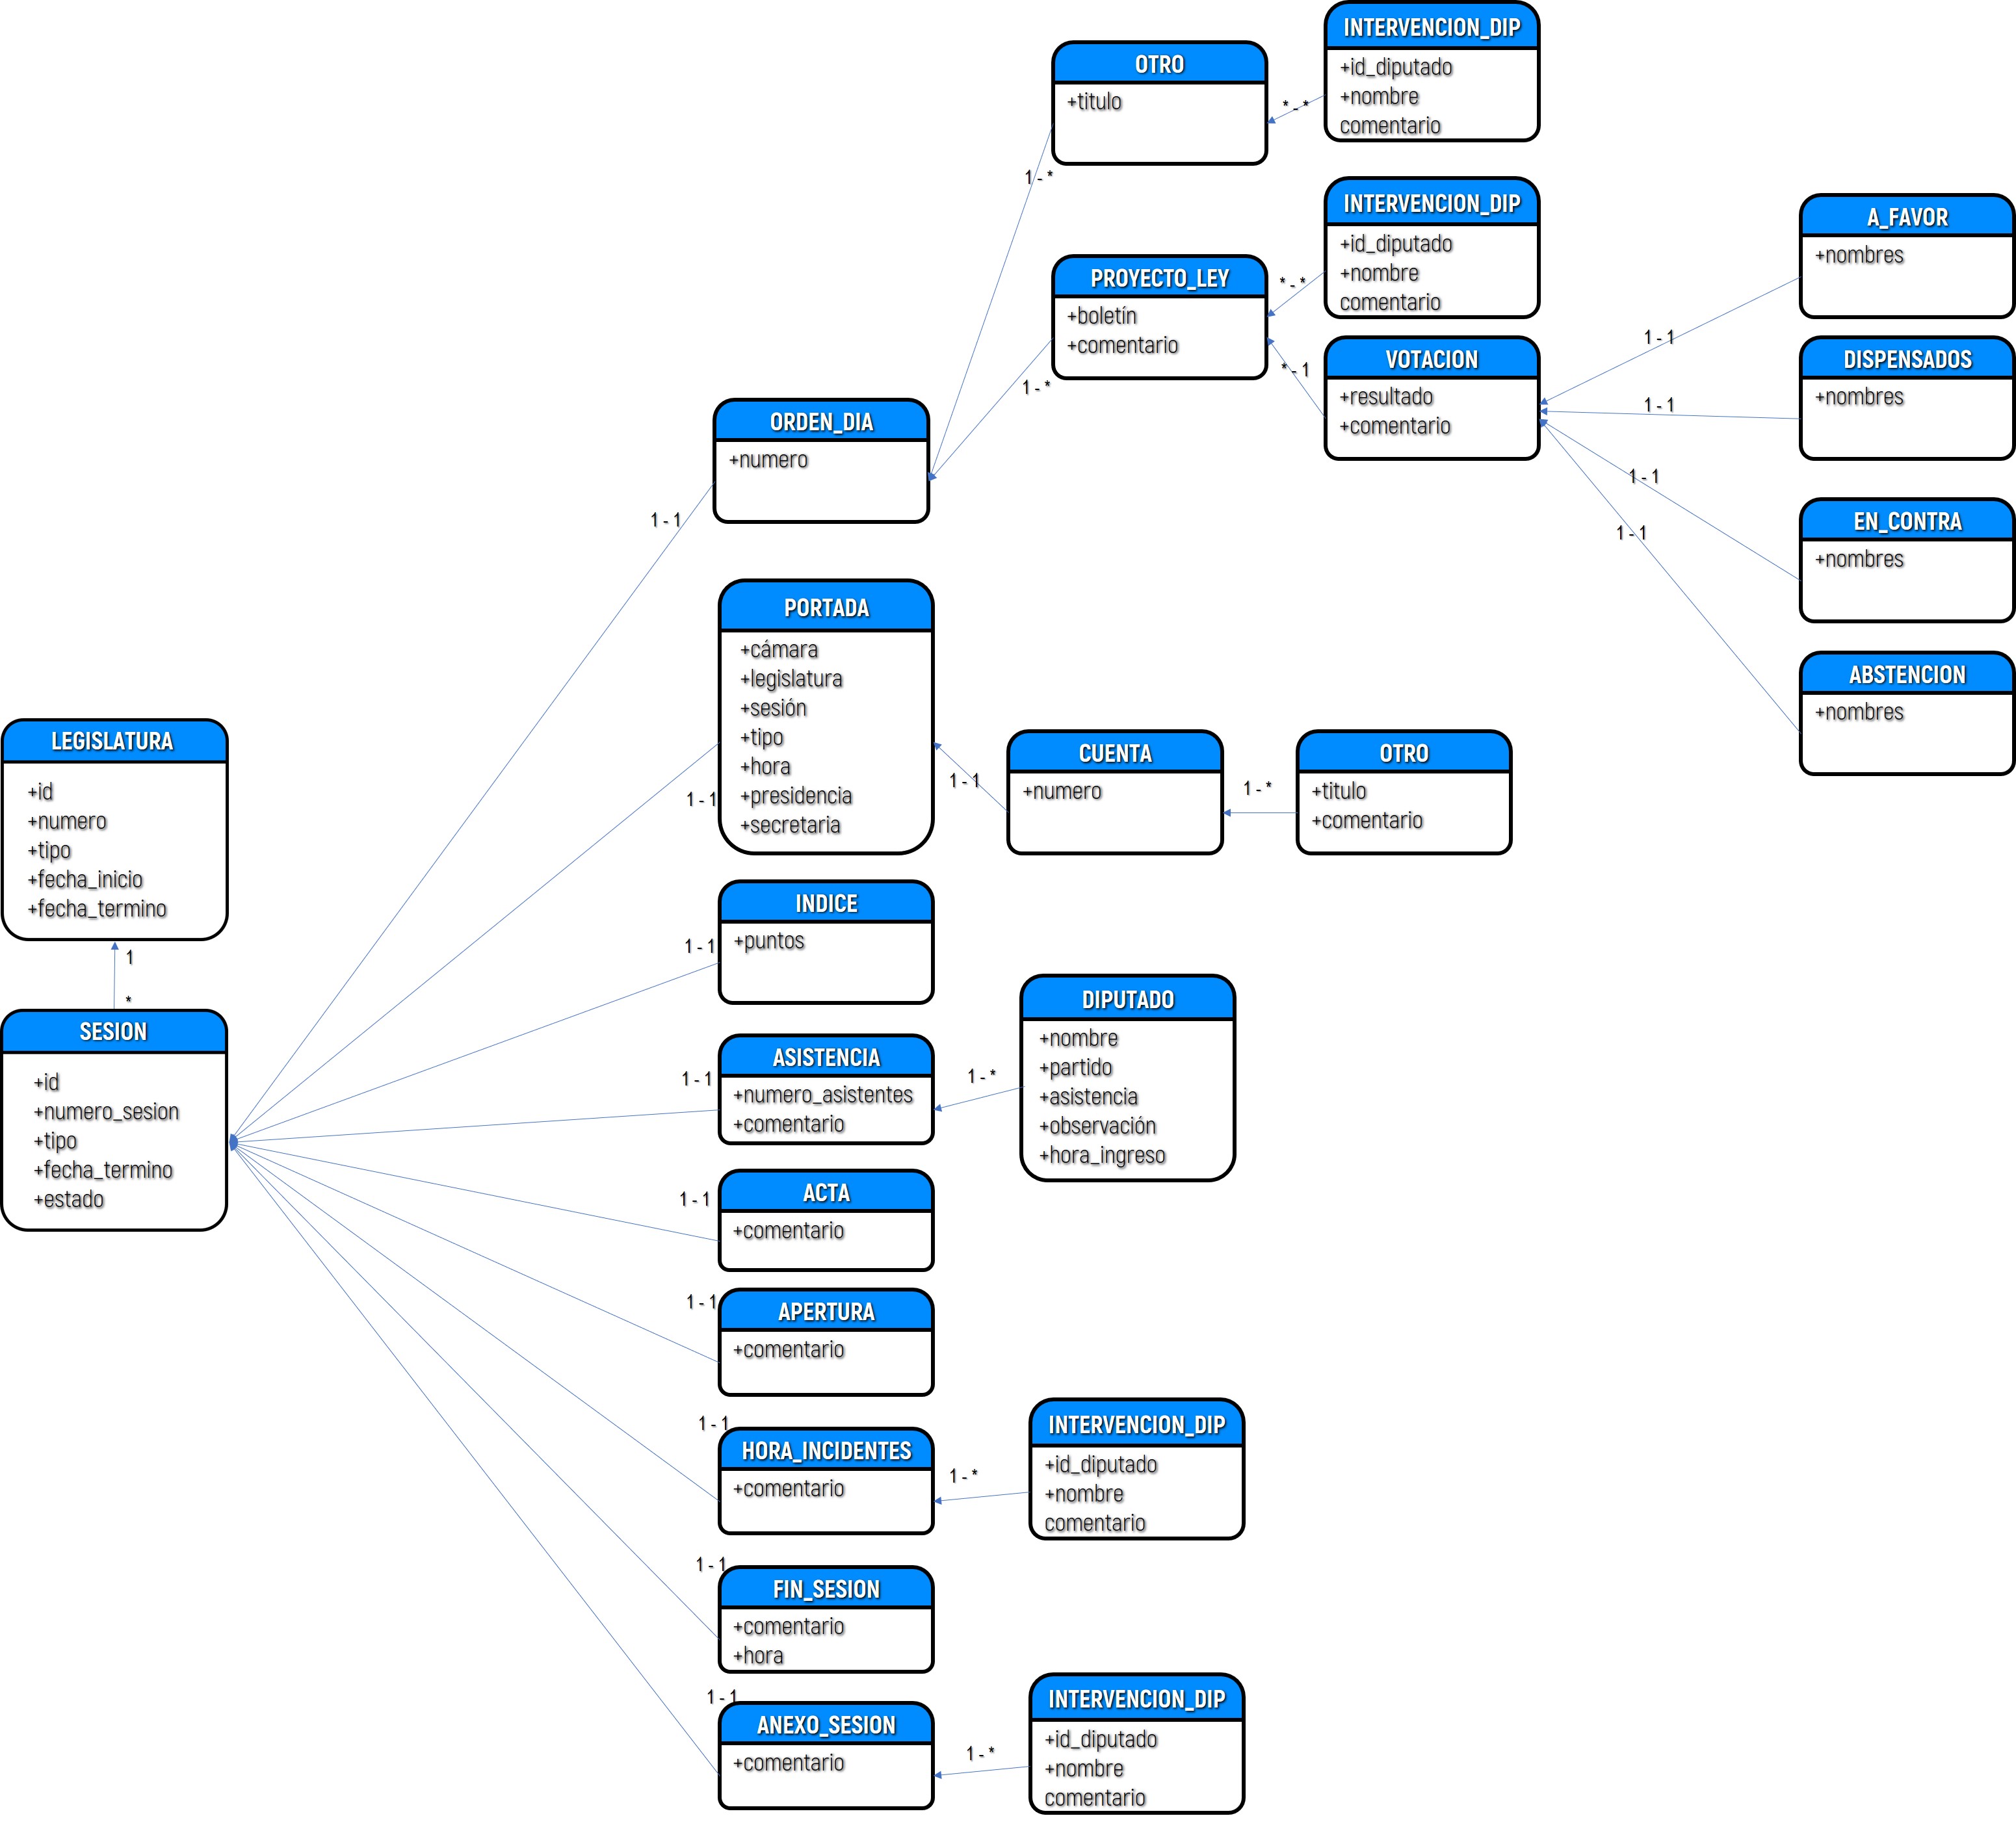 INTERVENCION_DIP
+id_diputado
+nombre
comentario
OTRO
+titulo
* - *
1 - *
INTERVENCION_DIP
+id_diputado
+nombre
comentario
PROYECTO_LEY
+boletín
+comentario
* - *
* - 1
1 - *
VOTACION
+resultado
+comentario
A_FAVOR
+nombres
1 - 1
DISPENSADOS
+nombres
1 - 1
EN_CONTRA
+nombres
1 - 1
ABSTENCION
+nombres
1 - 1
ORDEN_DIA
+numero
1 - 1
PORTADA
+cámara
+legislatura
+sesión
+tipo
+hora
+presidencia
+secretaria
1 - 1
CUENTA
+numero
1 - 1
OTRO
+titulo
+comentario
1 - *
LEGISLATURA
+id
+numero
+tipo
+fecha_inicio
+fecha_termino
1
*
SESION
+id
+numero_sesion
+tipo
+fecha_termino
+estado
INDICE
+puntos
1 - 1
ASISTENCIA
+numero_asistentes
+comentario
1 - 1
DIPUTADO
+nombre
+partido
+asistencia
+observación
+hora_ingreso
1 - *
ACTA
+comentario
1 - 1
APERTURA
+comentario
1 - 1
HORA_INCIDENTES
+comentario
1 - 1
INTERVENCION_DIP
+id_diputado
+nombre
comentario
1 - *
FIN_SESION
+comentario
+hora
1 - 1
ANEXO_SESION
+comentario
1 - 1
INTERVENCION_DIP
+id_diputado
+nombre
comentario
1 - *